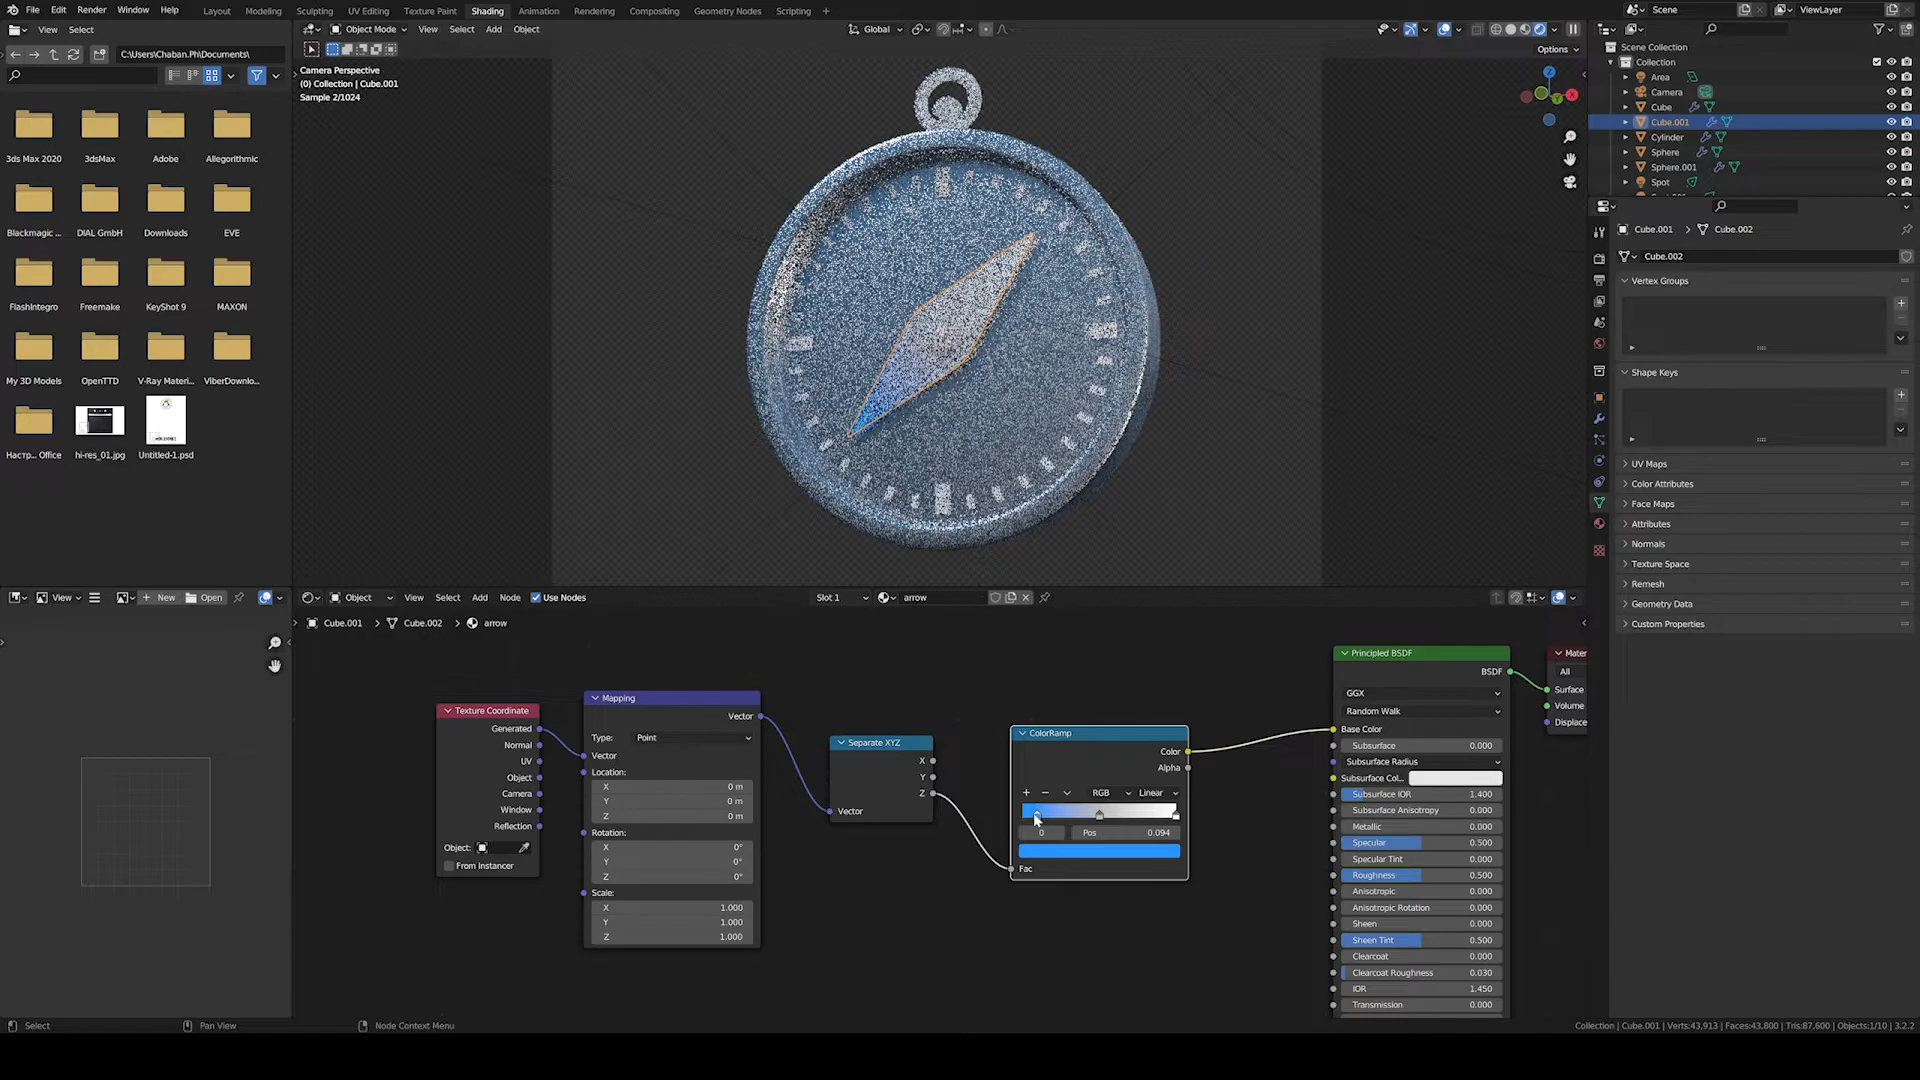 File Edit Render Window Help Layout Modeling Sculpting UV Editing Texture Paint Shading Animation Rendering Compositing Geometry Nodes Scripting + Scene ViewLayer
View Select
C:\Users\Chaban.Ph\Documents\
3ds Max 2020 3dsMax Adobe Allegorithmic
Blackmagic ... DIAL GmbH Downloads EVE
FlashIntegro Freemake KeyShot 9 MAXON
My 3D Models OpenTTD V-Ray Materi... ViberDownlo...
Настр... Office hi-res_01.jpg Untitled-1.psd
Object Mode View Select Add Object Global
Options
Camera Perspective
(0) Collection | Cube.001
Sample 2/1024
Z
X
Y
Scene Collection
Collection
Area
Camera
Cube
Cube.001
Cylinder
Sphere
Sphere.001
Spot
Cube.001 > Cube.002
Cube.002
Vertex Groups
Shape Keys
UV Maps
Color Attributes
Face Maps
Attributes
Normals
Texture Space
Remesh
Geometry Data
Custom Properties
View + New Open
Object View Select Add Node Use Nodes Slot 1 arrow
Cube.001 > Cube.002 > arrow
Texture Coordinate
Generated
Normal
UV
Object
Camera
Window
Reflection
Object:
From Instancer
Mapping
Vector
Type: Point
Vector
Location:
X 0 m
Y 0 m
Z 0 m
Rotation:
X 0°
Y 0°
Z 0°
Scale:
X 1.000
Y 1.000
Z 1.000
Separate XYZ
X
Y
Z
Vector
ColorRamp
Color
Alpha
RGB Linear
0 Pos 0.094
Fac
Principled BSDF
BSDF
GGX
Random Walk
Base Color
Subsurface 0.000
Subsurface Radius
Subsurface Col...
Subsurface IOR 1.400
Subsurface Anisotropy 0.000
Metallic 0.000
Specular 0.500
Specular Tint 0.000
Roughness 0.500
Anisotropic 0.000
Anisotropic Rotation 0.000
Sheen 0.000
Sheen Tint 0.500
Clearcoat 0.000
Clearcoat Roughness 0.030
IOR 1.450
Transmission 0.000
Mater
All
Surface
Volume
Displace
Select Pan View Node Context Menu
Collection | Cube.001 | Verts:43,913 | Faces:43,800 | Tris:87,600 | Objects:1/10 | 3.2.2